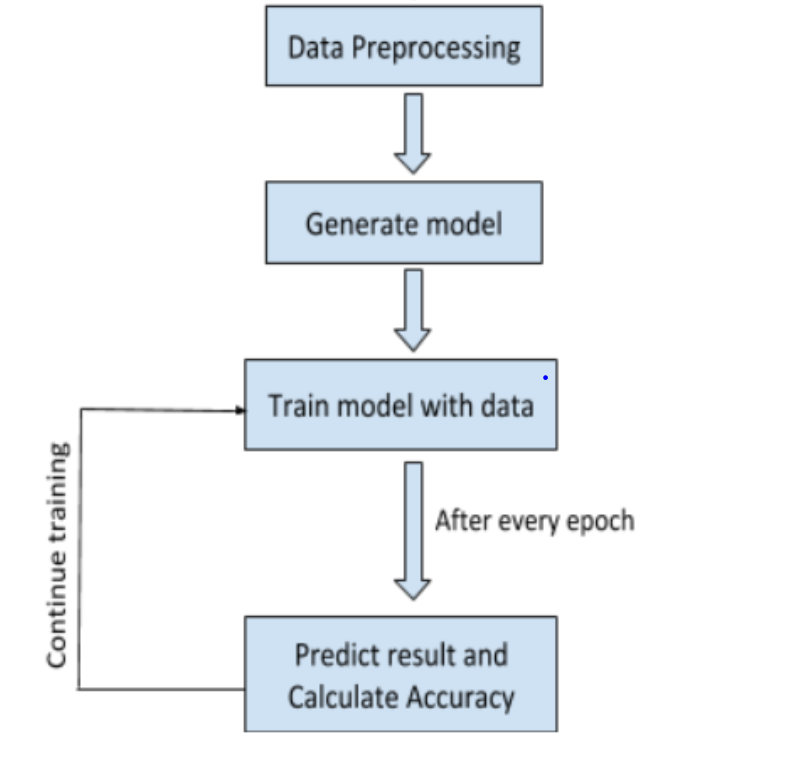 Data Preprocessing
Generate model
Train model with data
After every epoch
Continue training
Predict result and
Calculate Accuracy